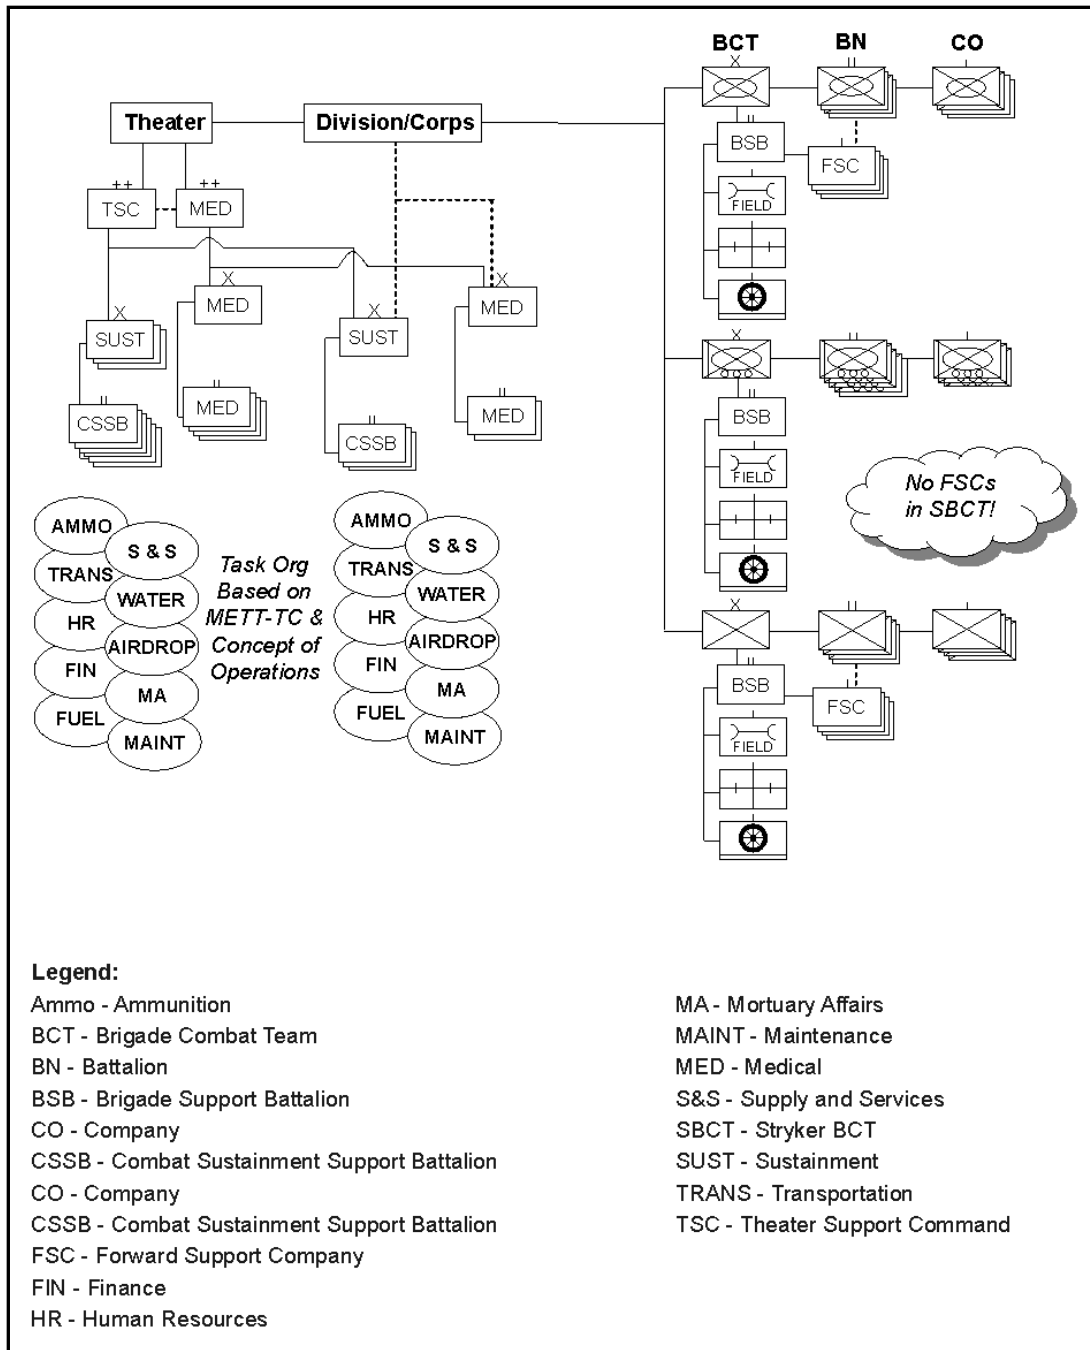 BCT BN CO
Theater
Division/Corps
X
BSB
FSC
FIELD
++
TSC
++
MED
X
MED
X
SUST
MED
CSSB
X
SUST
CSSB
X
MED
MED
X
BSB
FIELD
No FSCs
in SBCT!
X
BSB
FSC
FIELD
AMMO
S & S
TRANS
WATER
HR
AIRDROP
FIN
MA
FUEL
MAINT
Task Org
Based on
METT-TC &
Concept of
Operations
AMMO
S & S
TRANS
WATER
HR
AIRDROP
FIN
MA
FUEL
MAINT
Legend:
Ammo - Ammunition
BCT - Brigade Combat Team
BN - Battalion
BSB - Brigade Support Battalion
CO - Company
CSSB - Combat Sustainment Support Battalion
CO - Company
CSSB - Combat Sustainment Support Battalion
FSC - Forward Support Company
FIN - Finance
HR - Human Resources
MA - Mortuary Affairs
MAINT - Maintenance
MED - Medical
S&S - Supply and Services
SBCT - Stryker BCT
SUST - Sustainment
TRANS - Transportation
TSC - Theater Support Command